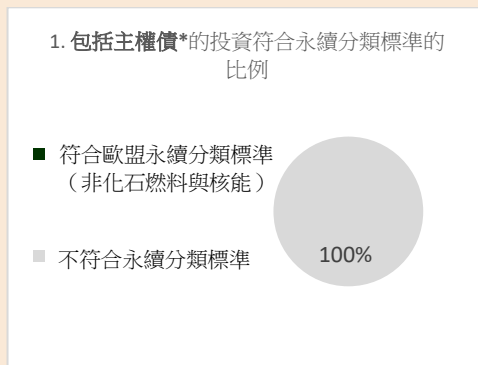 1. 包括主權債*的投資符合永續分類標準的
比例
符合歐盟永續分類標準
（非化石燃料與核能）
不符合永續分類標準
100%